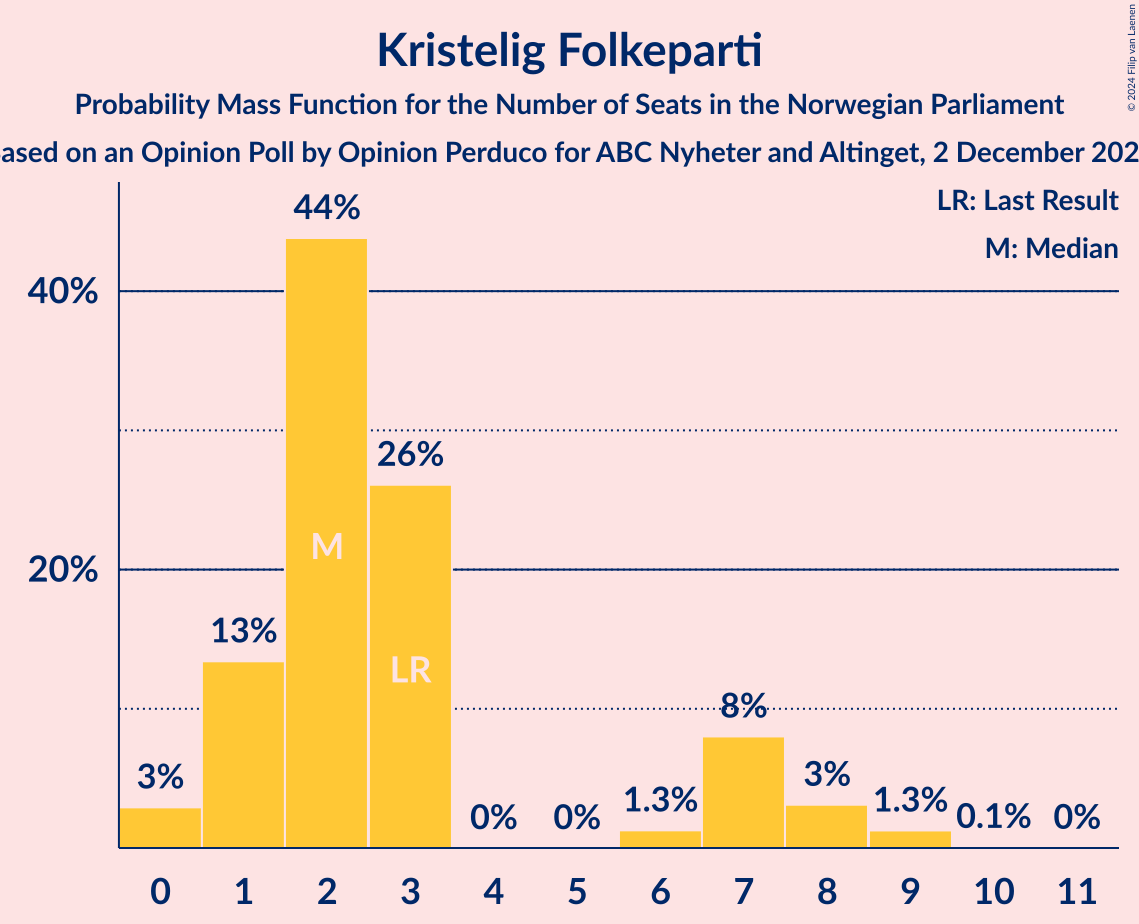 Kristelig Folkeparti
Probability Mass Function for the Number of Seats in the Norwegian Parliament
ased on an Opinion Poll by Opinion Perduco for ABC Nyheter and Altinget, 2 December 202
© 2024 Filip van Laenen
LR: Last Result
M: Median
44%
40%
26%
M
20%
13%
LR
8%
3%
3%
1.3%
1.3%
0%
0%
0.1%
0%
0 1 2 3 4 5 6 7 8 9 10 11